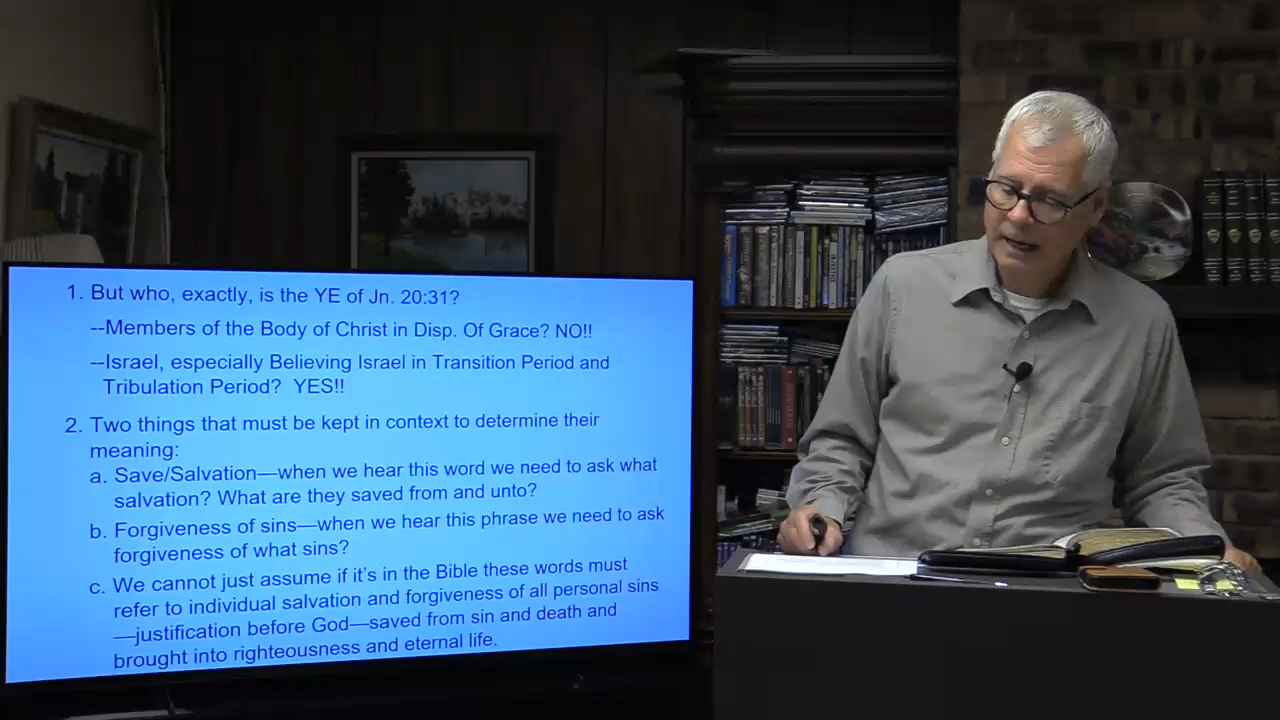 1. But who, exactly, is the YE of Jn. 20:31?
--Members of the Body of Christ in Disp. Of Grace? NO!!
--Israel, especially Believing Israel in Transition Period and
Tribulation Period? YES!!
2. Two things that must be kept in context to determine their
meaning:
a. Save/Salvation—when we hear this word we need to ask what
salvation? What are they saved from and unto?
b. Forgiveness of sins—when we hear this phrase we need to ask
forgiveness of what sins?
c. We cannot just assume if it’s in the Bible these words must
refer to individual salvation and forgiveness of all personal sins
—justification before God—saved from sin and death and
brought into righteousness and eternal life.